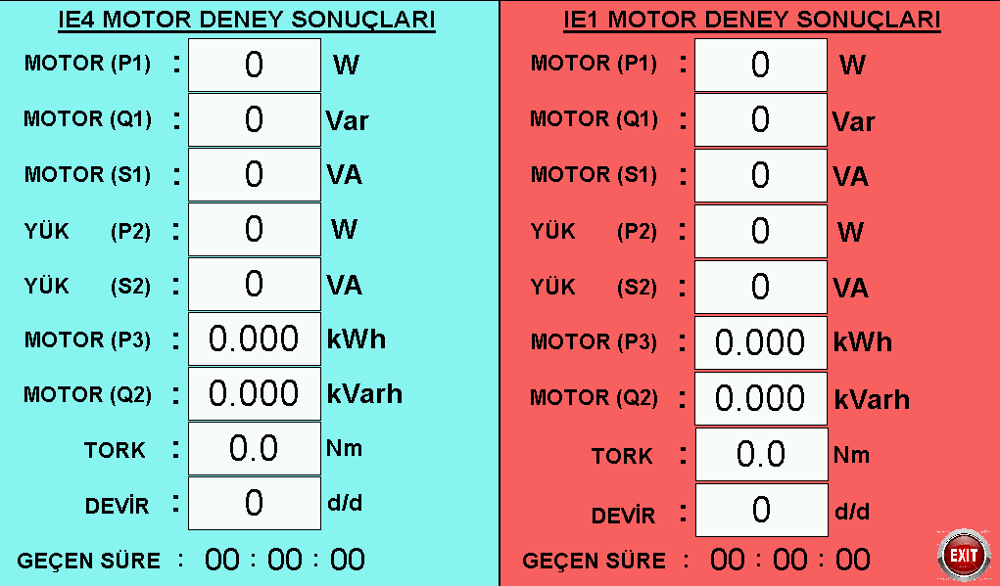 IE4 MOTOR DENEY SONUÇLARI
MOTOR (P1) : 0 W
MOTOR (Q1) : 0 Var
MOTOR (S1) : 0 VA
YÜK (P2) : 0 W
YÜK (S2) : 0 VA
MOTOR (P3) : 0.000 kWh
MOTOR (Q2) : 0.000 kVarh
TORK : 0.0 Nm
DEVİR : 0 d/d
GEÇEN SÜRE : 00 : 00 : 00
IE1 MOTOR DENEY SONUÇLARI
MOTOR (P1) : 0 W
MOTOR (Q1) : 0 Var
MOTOR (S1) : 0 VA
YÜK (P2) : 0 W
YÜK (S2) : 0 VA
MOTOR (P3) : 0.000 kWh
MOTOR (Q2) : 0.000 kVarh
TORK : 0.0 Nm
DEVİR : 0 d/d
GEÇEN SÜRE : 00 : 00 : 00
EXIT